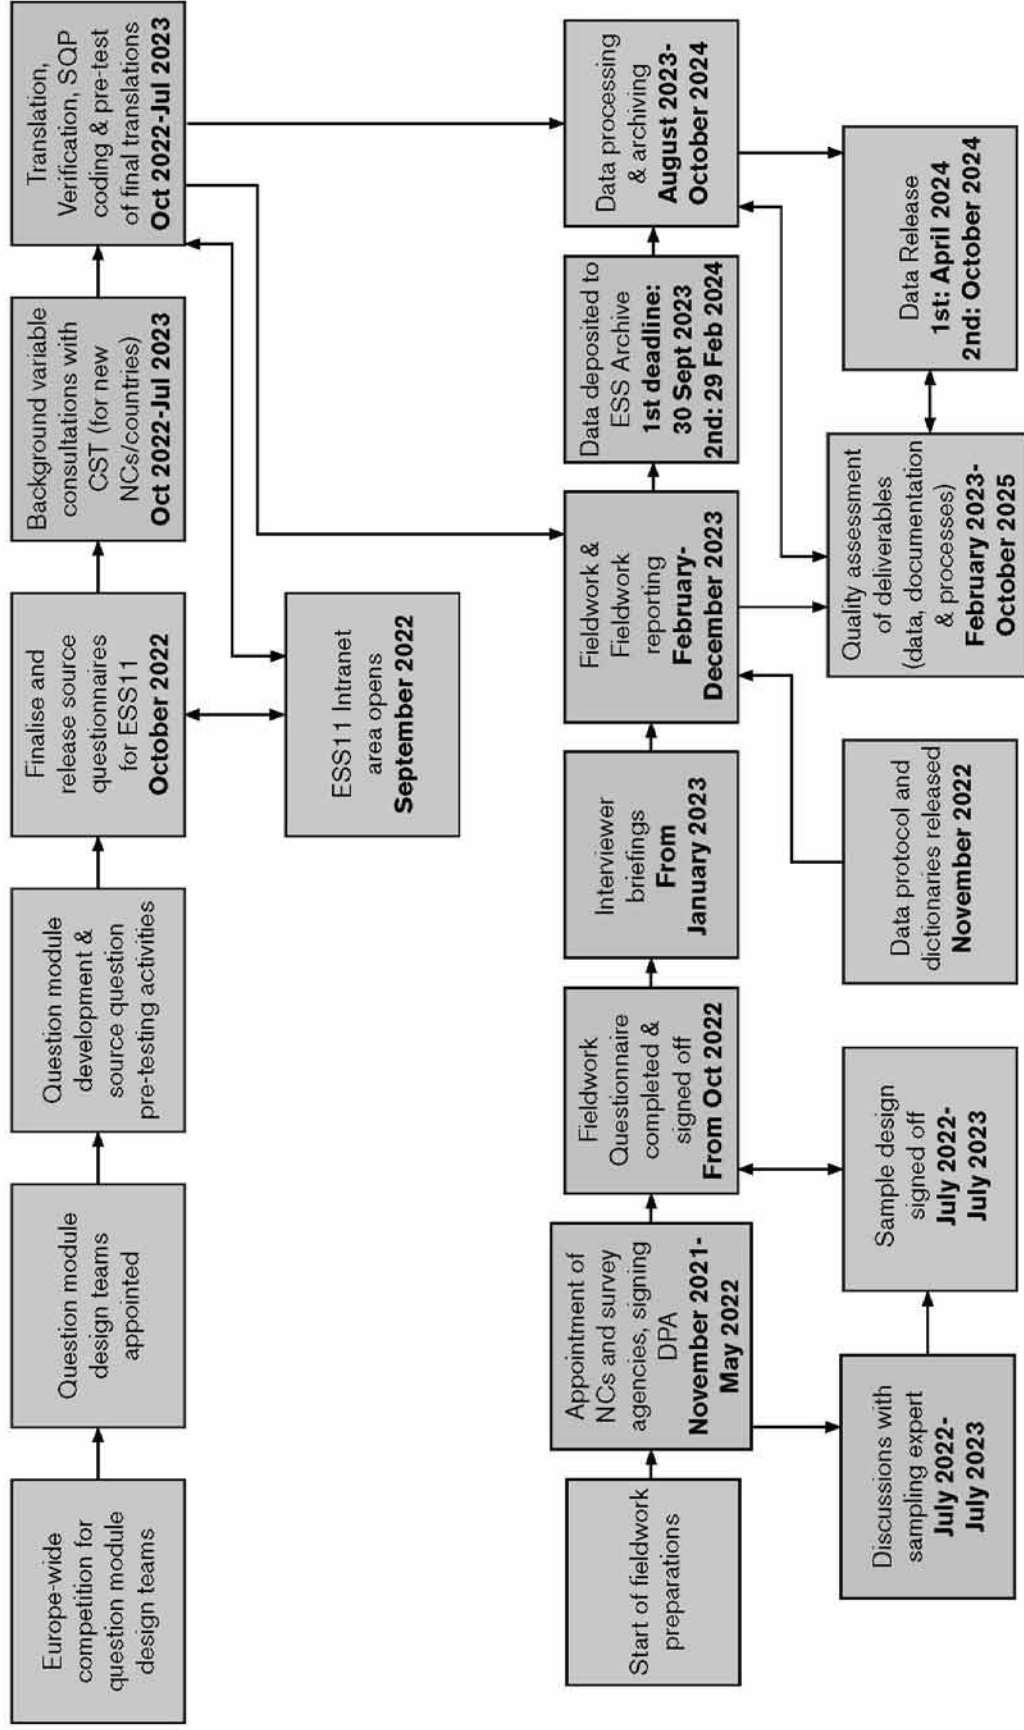 Europe-wide
competition for
question module
design teams
Question module
design teams
appointed
Question module
development &
source question
pre-testing activities
Finalise and
release source
questionnaires
for ESS11
October 2022
Background variable
consultations with
CST (for new
NCs/countries)
Oct 2022-Jul 2023
Translation,
Verification, SQP
coding & pre-test
of final translations
Oct 2022-Jul 2023
ESS11 Intranet
area opens
September 2022
Start of fieldwork
preparations
Appointment of
NCs and survey
agencies, signing
DPA
November 2021-
May 2022
Fieldwork
Questionnaire
completed &
signed off
From Oct 2022
Interviewer
briefings
From
January 2023
Fieldwork &
Fieldwork
reporting
February-
December 2023
Data deposited to
ESS Archive
1st deadline:
30 Sept 2023
2nd: 29 Feb 2024
Data processing
& archiving
August 2023-
October 2024
Discussions with
sampling expert
July 2022-
July 2023
Sample design
signed off
July 2022-
July 2023
Data protocol and
dictionaries released
November 2022
Quality assessment
of deliverables
(data, documentation
& processes)
February 2023-
October 2025
Data Release
1st: April 2024
2nd: October 2024